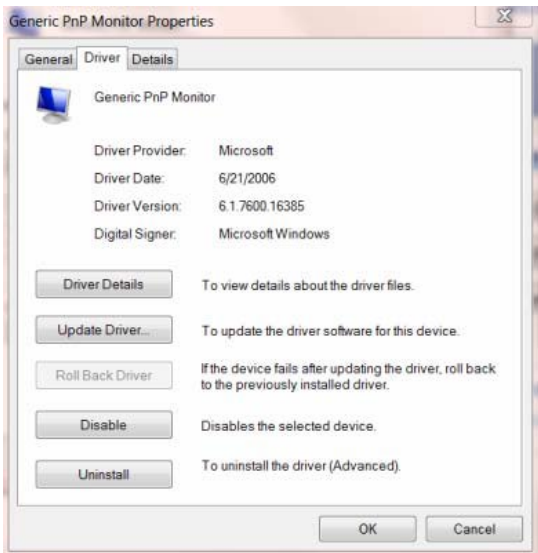 Generic PnP Monitor Properties
General Driver Details
Generic PnP Monitor
Driver Provider: Microsoft
Driver Date: 6/21/2006
Driver Version: 6.1.7600.16385
Digital Signer: Microsoft Windows
Driver Details To view details about the driver files.
Update Driver... To update the driver software for this device.
Roll Back Driver If the device fails after updating the driver, roll back
to the previously installed driver.
Disable Disables the selected device.
Uninstall To uninstall the driver (Advanced).
OK Cancel